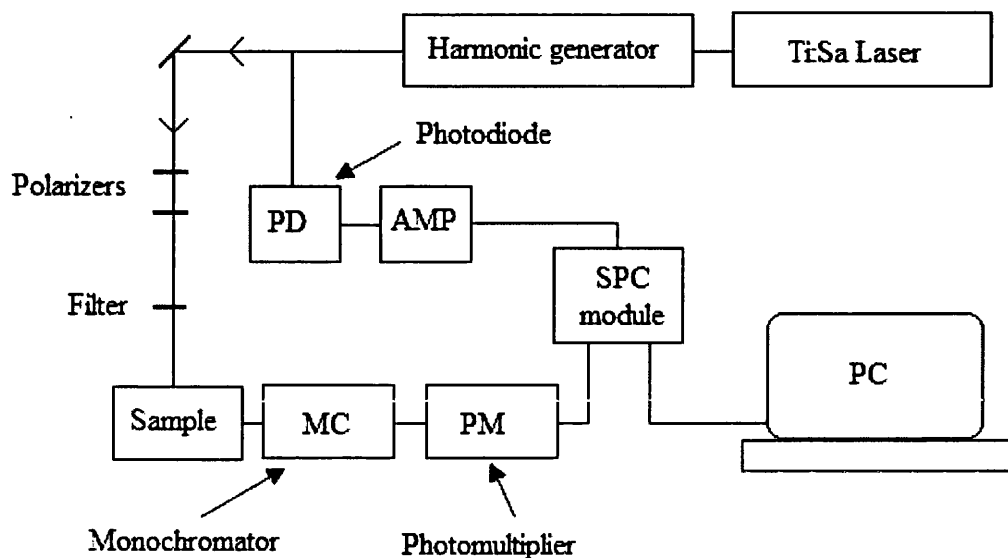 Harmonic generator
Ti:Sa Laser
Photodiode
Polarizers
PD
AMP
SPC
module
Filter
PC
Sample
MC
PM
Monochromator
Photomultiplier